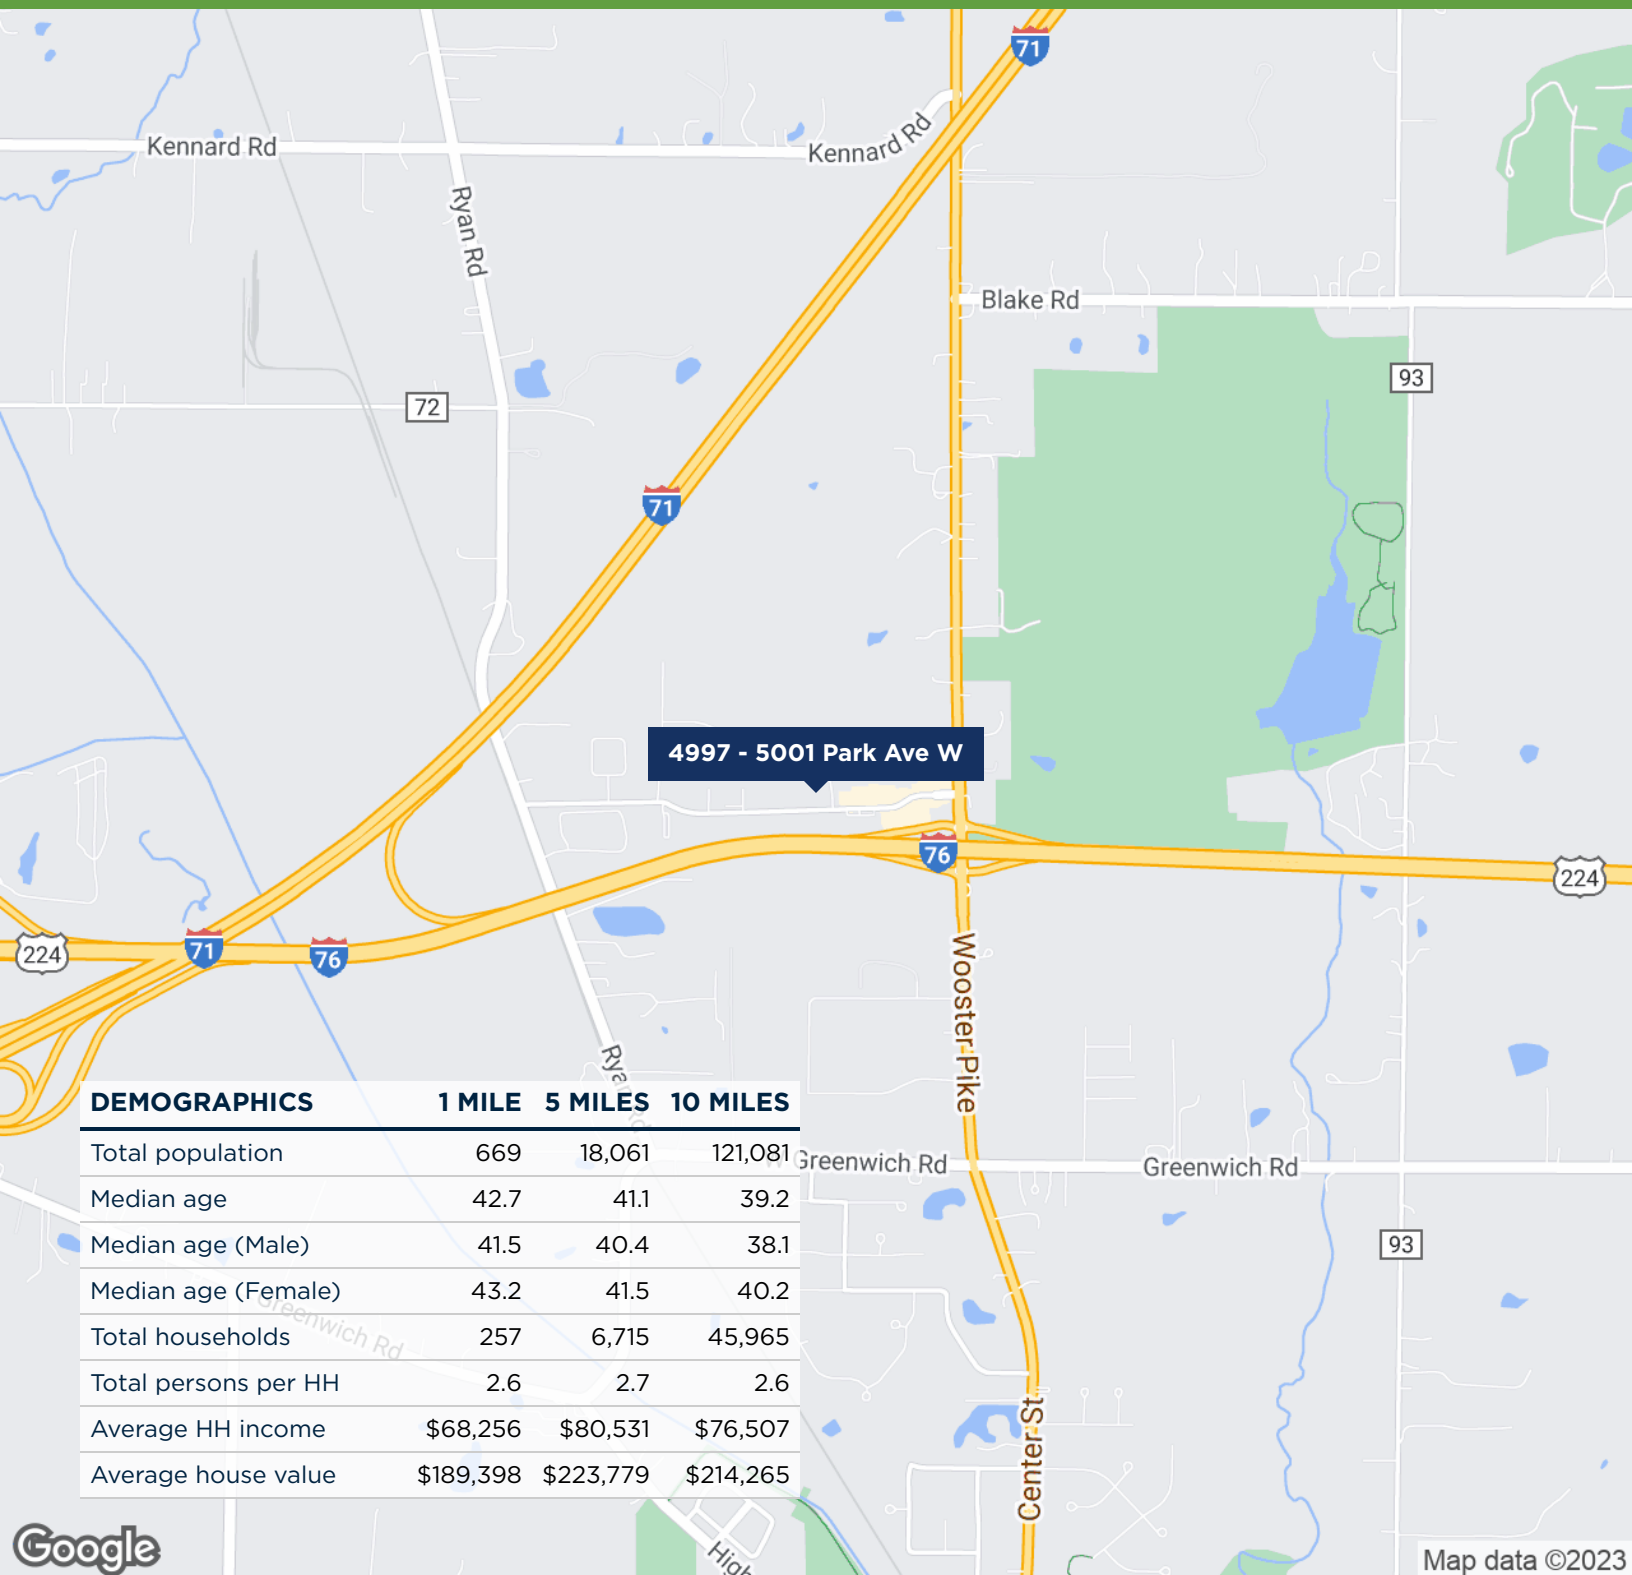 71
Kennard Rd
Kennard Rd
Ryan Rd
Blake Rd
93
72
71
4997 - 5001 Park Ave W
76
224
224
71
76
Wooster Pike
Ryan Rd
DEMOGRAPHICS 1 MILE 5 MILES 10 MILES
Total population 669 18,061 121,081
W Greenwich Rd
Greenwich Rd
Median age 42.7 41.1 39.2
Median age (Male) 41.5 40.4 38.1
93
Median age (Female) 43.2 41.5 40.2
Greenwich Rd
Total households 257 6,715 45,965
Total persons per HH 2.6 2.7 2.6
Average HH income $68,256 $80,531 $76,507
Center St
Average house value $189,398 $223,779 $214,265
Google
High
Map data ©2023